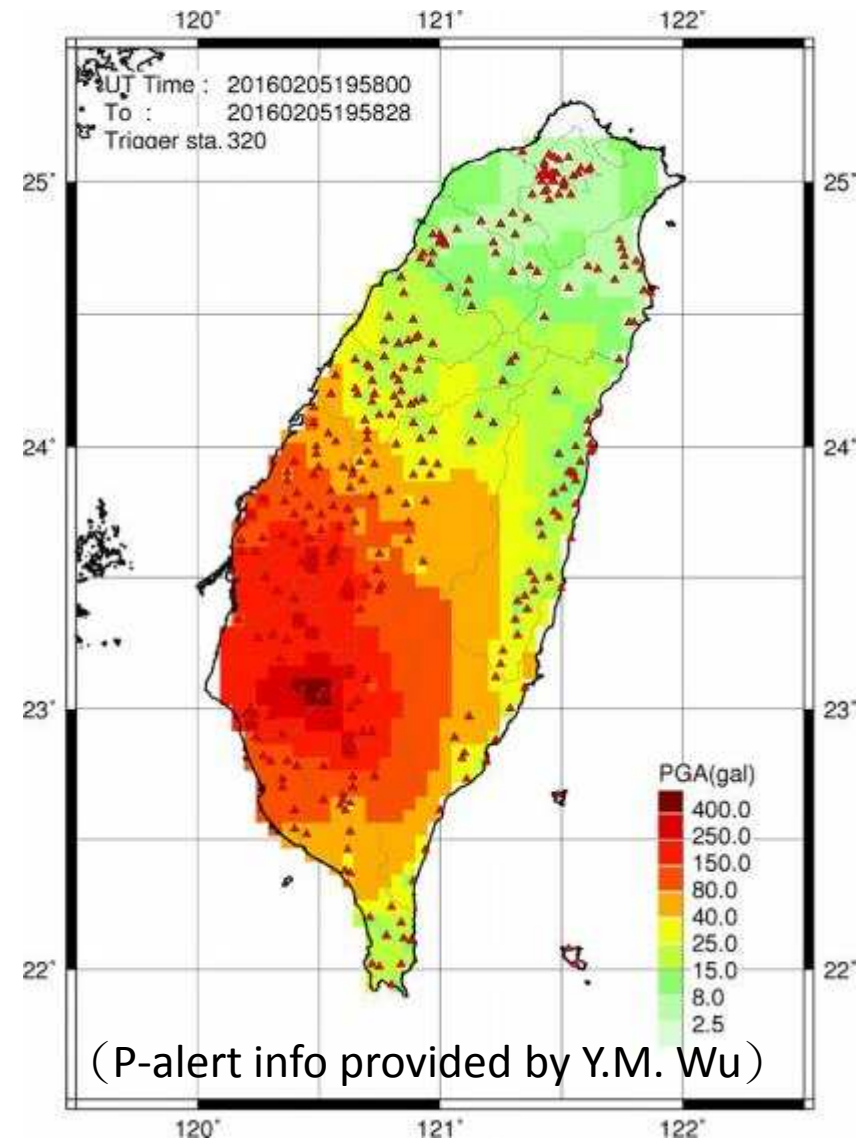 120° 121° 122°
UT Time : 20160205195800
To : 20160205195828
Trigger sta. 320
25° 25°
24° 24°
23° 23°
PGA(gal)
400.0
250.0
150.0
80.0
40.0
25.0
15.0
8.0
2.5
22° 22°
（P-alert info provided by Y.M. Wu）
120° 121° 122°